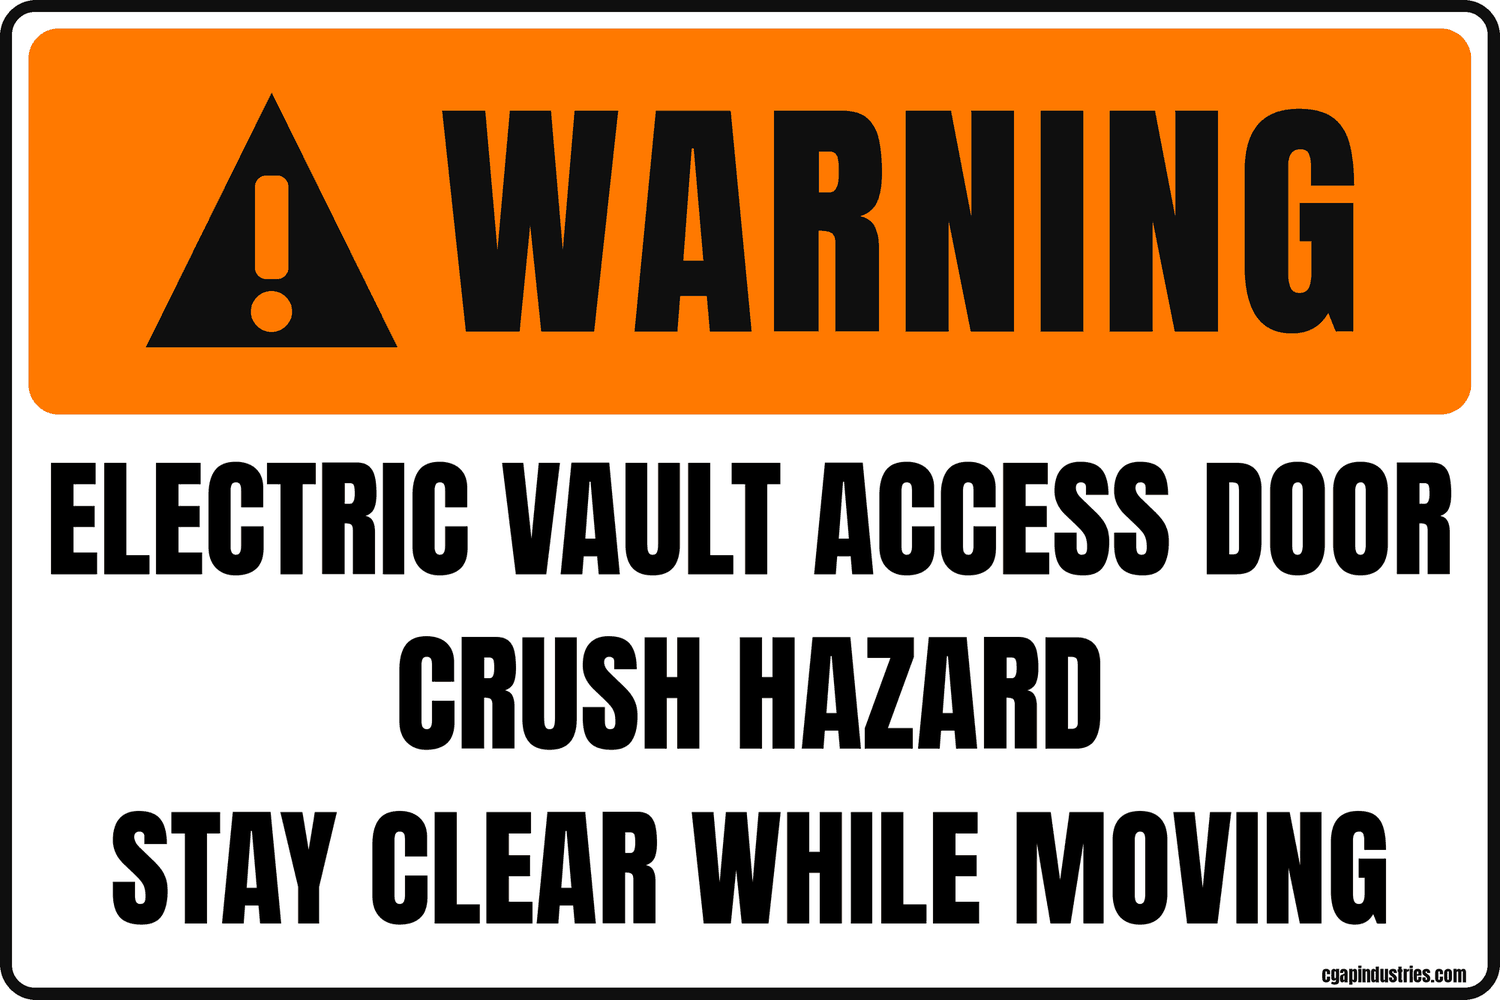 WARNING
ELECTRIC VAULT ACCESS DOOR
CRUSH HAZARD
STAY CLEAR WHILE MOVING
cgapindustries.com